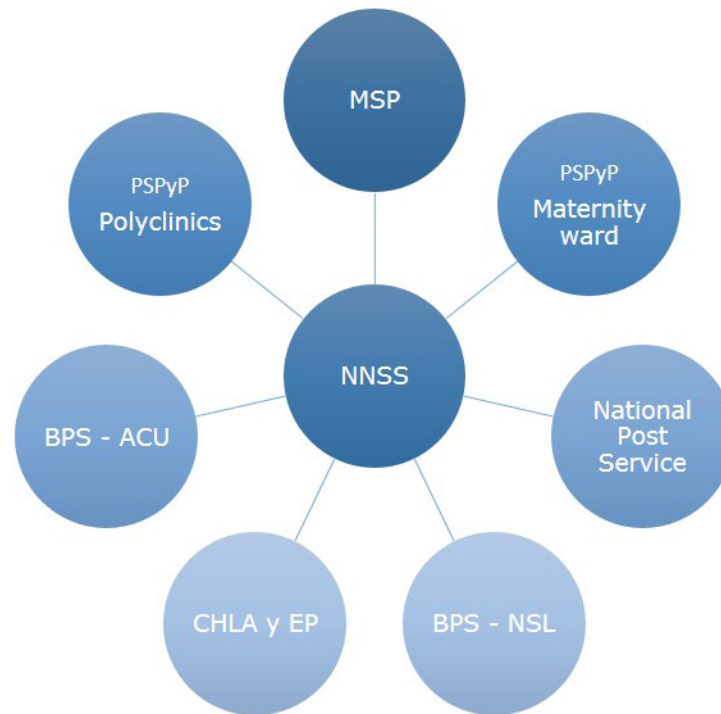 MSP
PSPyP
Polyclinics
PSPyP
Maternity
ward
NNSS
BPS - ACU
National
Post
Service
CHLA y EP
BPS - NSL